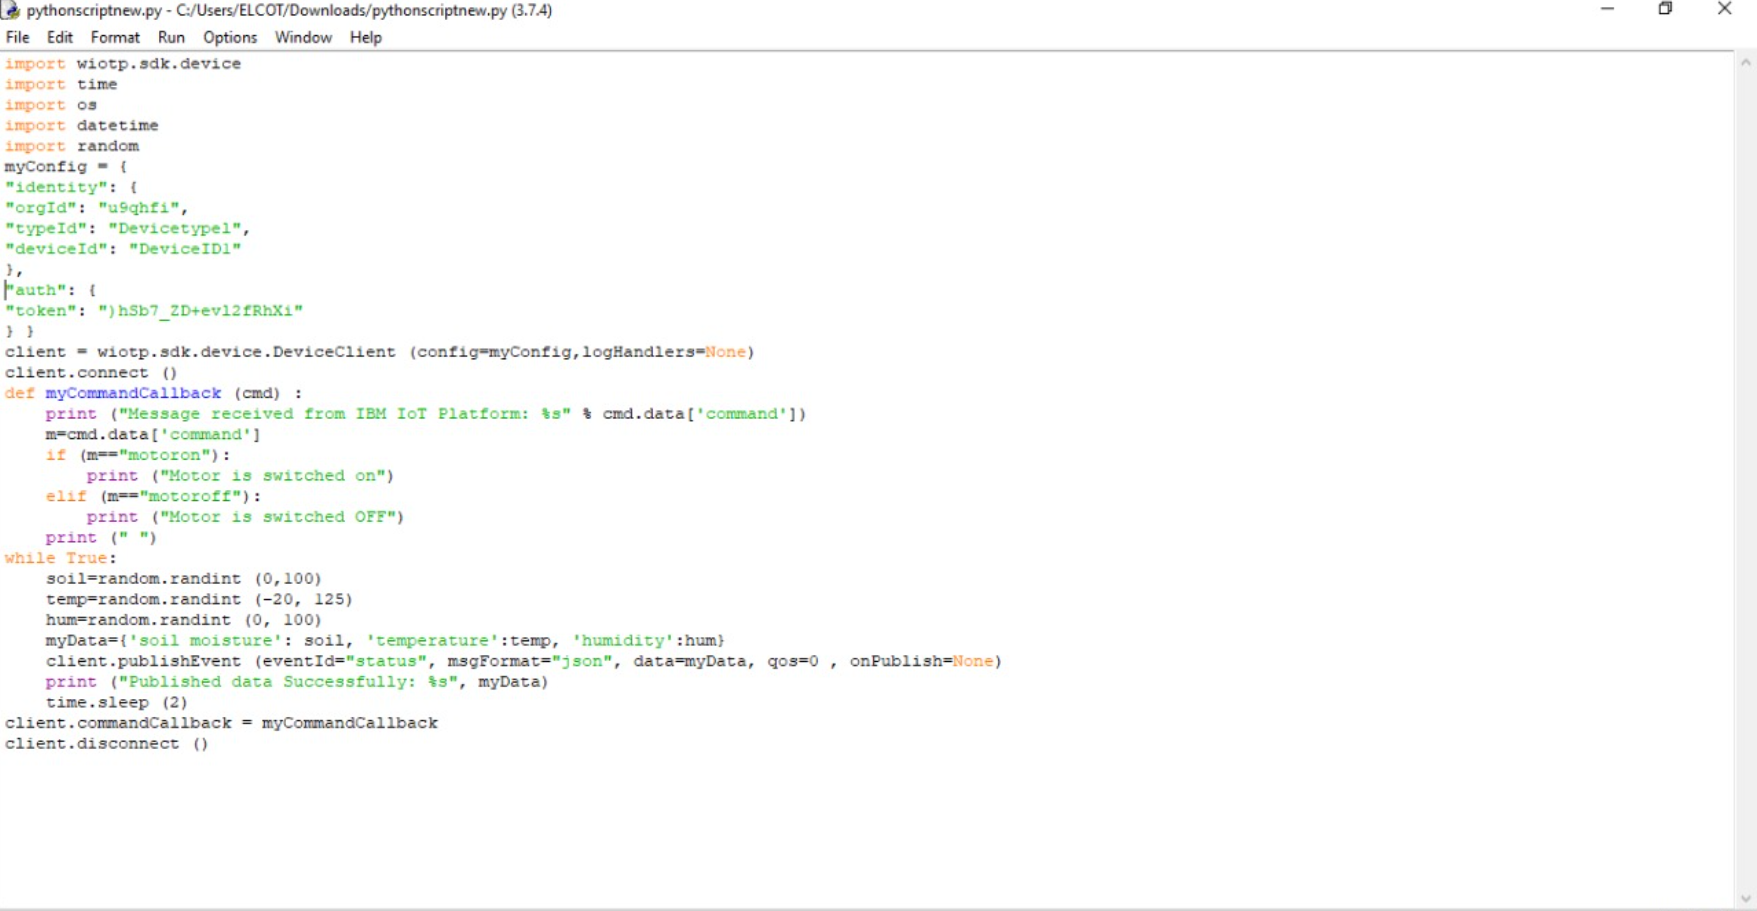 pythonscriptnew.py - C:/Users/ELCOT/Downloads/pythonscriptnew.py (3.7.4)
File Edit Format Run Options Window Help
import wiotp.sdk.device
import time
import os
import datetime
import random
myConfig = {
"identity": {
"orgId": "u9qhfi",
"typeId": "Devicetype1",
"deviceId": "DeviceID1"
},
"auth": {
"token": ")hSb7_ZD+evl2fRhXi"
} }
client = wiotp.sdk.device.DeviceClient (config=myConfig,logHandlers=None)
client.connect ()
def myCommandCallback (cmd) :
    print ("Message received from IBM IoT Platform: %s" % cmd.data['command'])
    m=cmd.data['command']
    if (m=="motoron"):
        print ("Motor is switched on")
    elif (m=="motoroff"):
        print ("Motor is switched OFF")
    print (" ")
while True:
    soil=random.randint (0,100)
    temp=random.randint (-20, 125)
    hum=random.randint (0, 100)
    myData={'soil moisture': soil, 'temperature':temp, 'humidity':hum}
    client.publishEvent (eventId="status", msgFormat="json", data=myData, qos=0 , onPublish=None)
    print ("Published data Successfully: %s", myData)
    time.sleep (2)
client.commandCallback = myCommandCallback
client.disconnect ()